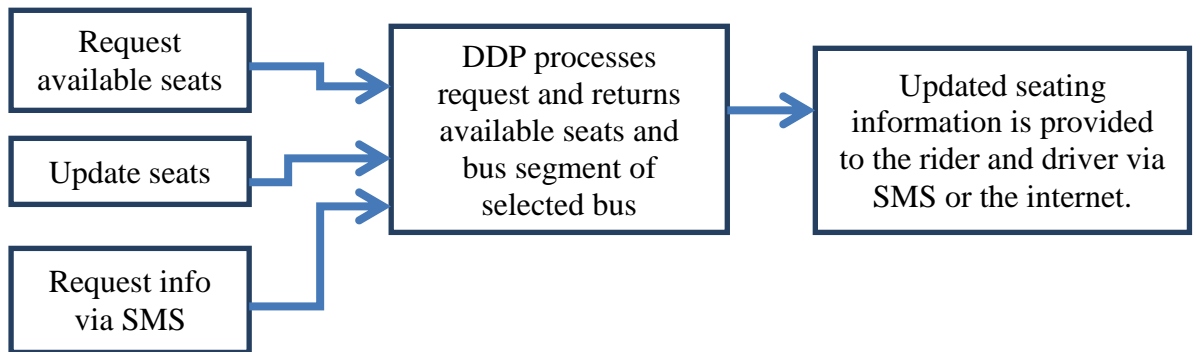 Request
available seats
Update seats
Request info
via SMS
DDP processes
request and returns
available seats and
bus segment of
selected bus
Updated seating
information is provided
to the rider and driver via
SMS or the internet.